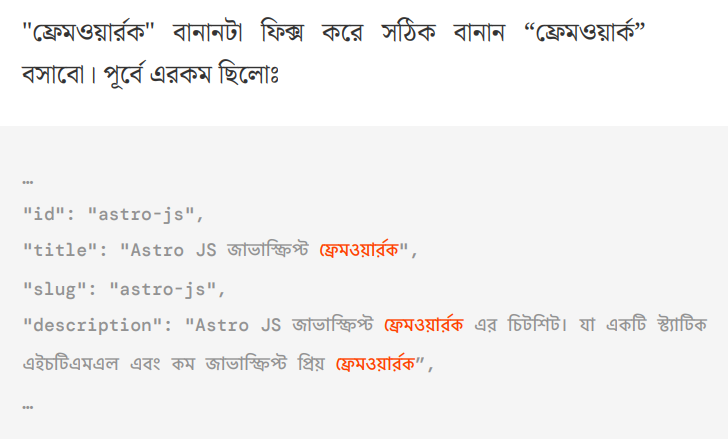 "ফ্রেমওয়ার্রক" বানানটা ফিক্স করে সঠিক বানান “ফ্রেমওয়ার্ক”
বসাবো। পূর্বে এরকম ছিলোঃ
…
"id": "astro-js",
"title": "Astro JS জাভাস্ক্রিপ্ট ফ্রেমওয়ার্রক",
"slug": "astro-js",
"description": "Astro JS জাভাস্ক্রিপ্ট ফ্রেমওয়ার্রক এর চিটশিট। যা একটি স্ট্যাটিক
এইচটিএমএল এবং কম জাভাস্ক্রিপ্ট প্রিয় ফ্রেমওয়ার্রক”,
…